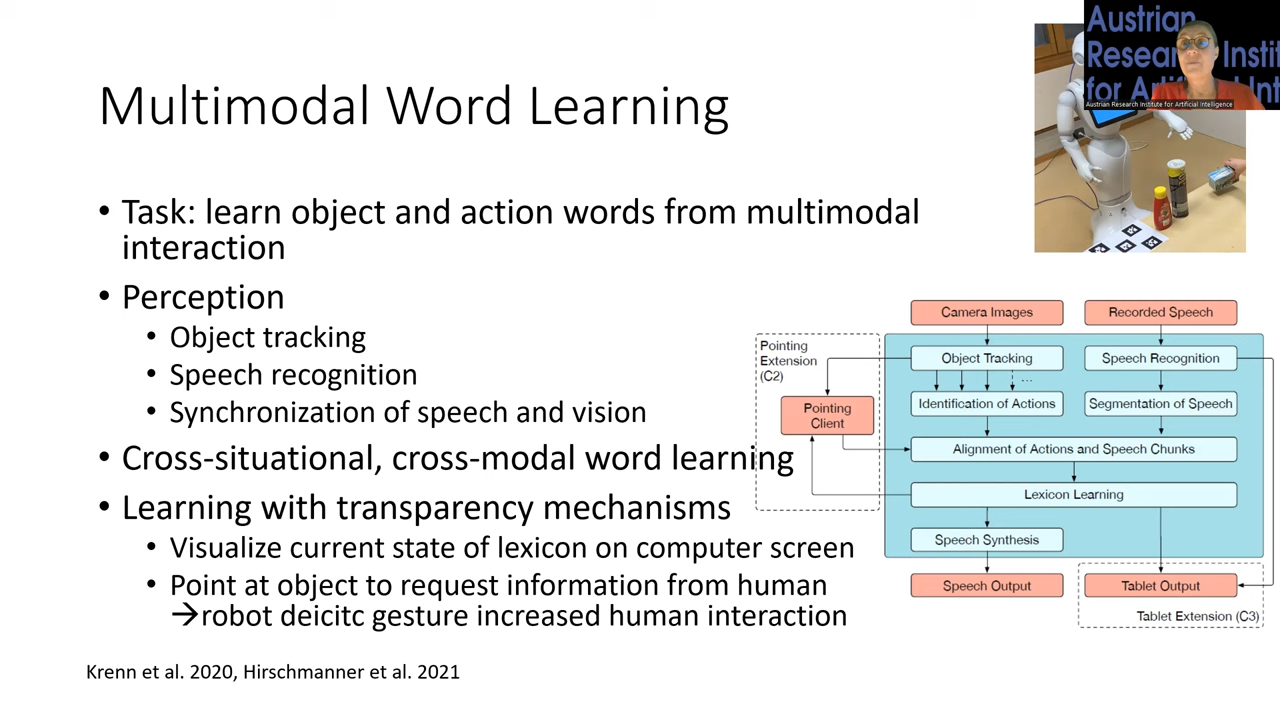 Austrian
Research Instit
for Artificial Int
Austrian Research Institute for Artificial Intelligence
Multimodal Word Learning
• Task: learn object and action words from multimodal
interaction
• Perception
• Object tracking
• Speech recognition
• Synchronization of speech and vision
• Cross-situational, cross-modal word learning
• Learning with transparency mechanisms
• Visualize current state of lexicon on computer screen
• Point at object to request information from human
→robot deicitc gesture increased human interaction
Krenn et al. 2020, Hirschmanner et al. 2021
Camera Images
Recorded Speech
Pointing
Extension
(C2)
Object Tracking
Speech Recognition
...
Pointing
Client
Identification of Actions
Segmentation of Speech
Alignment of Actions and Speech Chunks
Lexicon Learning
Speech Synthesis
Speech Output
Tablet Output
Tablet Extension (C3)